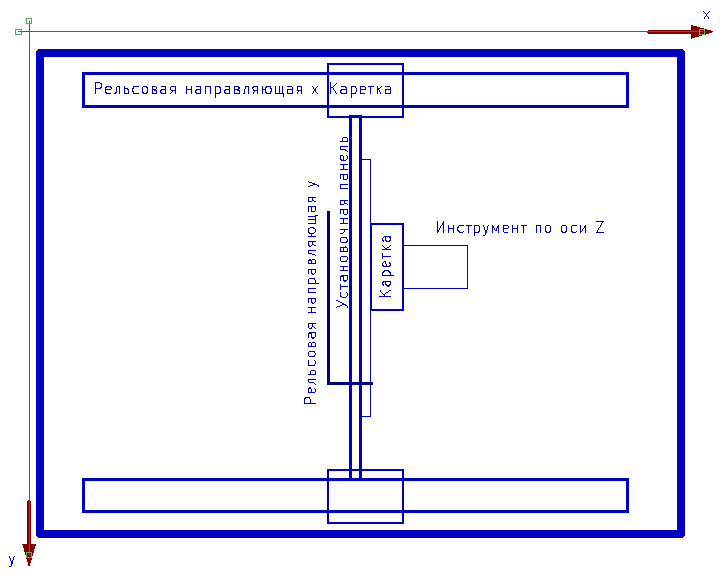 x
Рельсовая направляющая x
Каретка
Установочная панель
Рельсовая направляющая y
Инструмент по оси Z
Каретка
y